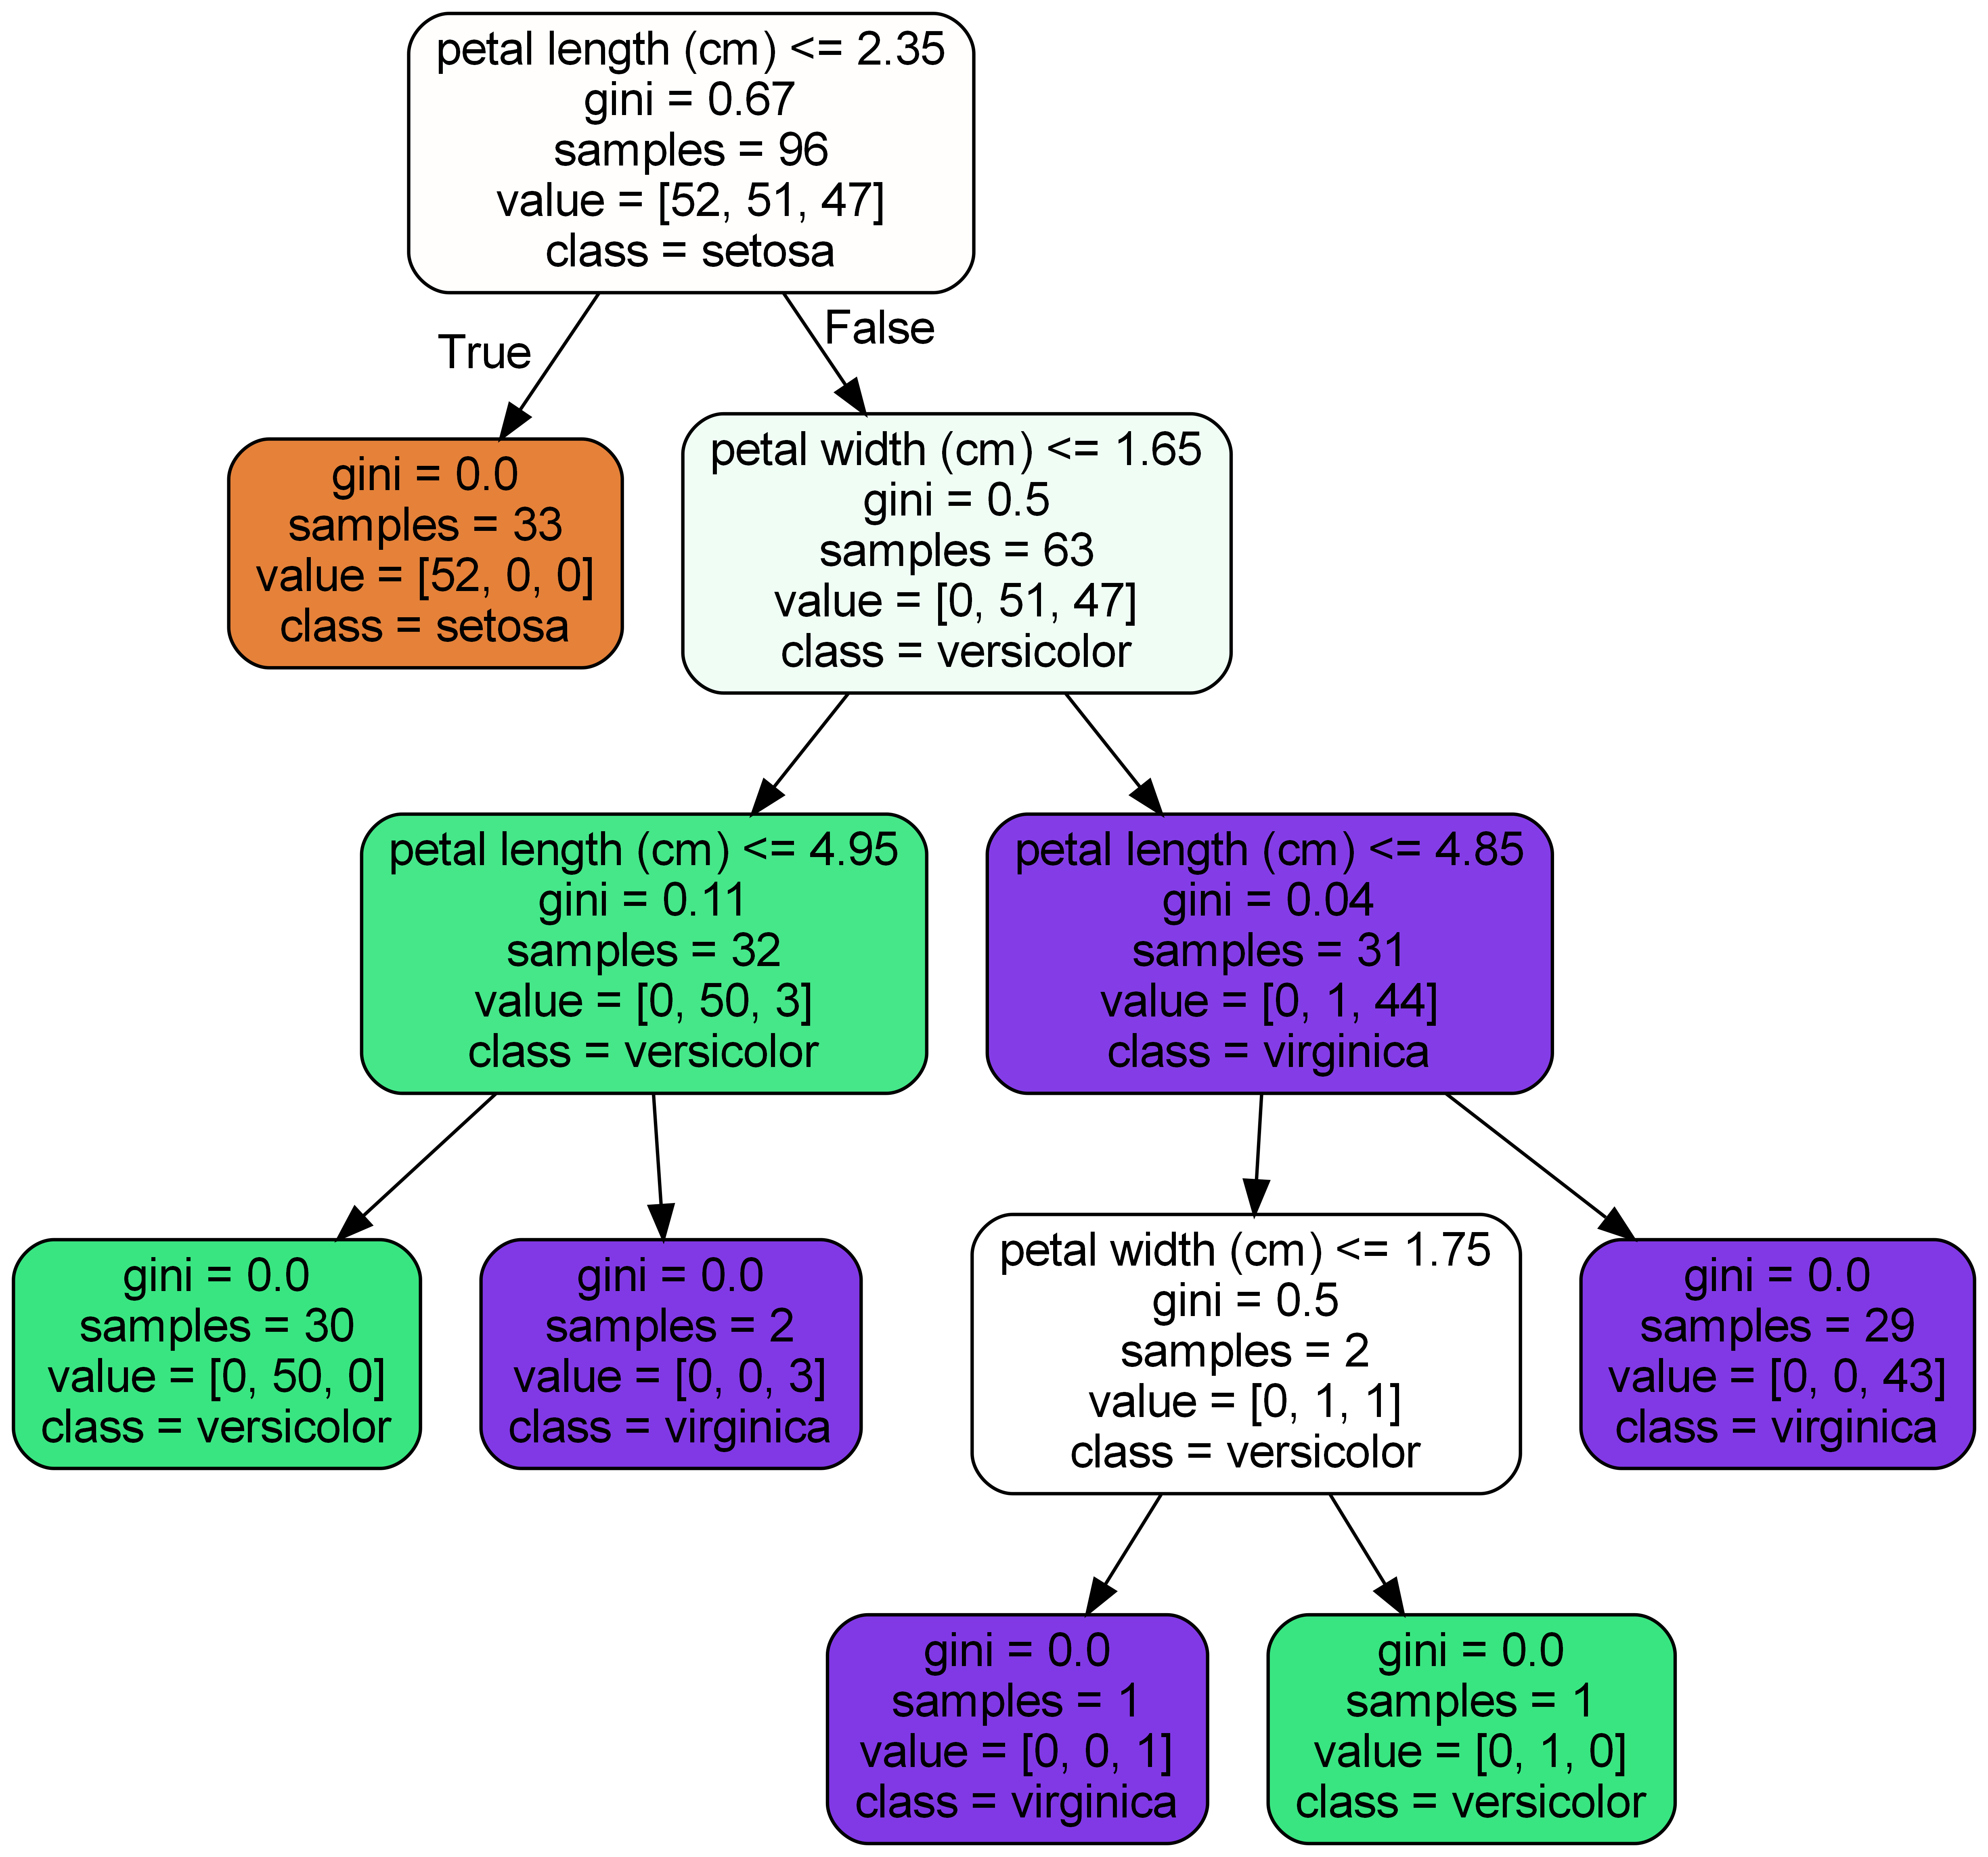 petal length (cm) <= 2.35
gini = 0.67
samples = 96
value = [52, 51, 47]
class = setosa
True
False
gini = 0.0
samples = 33
value = [52, 0, 0]
class = setosa
petal width (cm) <= 1.65
gini = 0.5
samples = 63
value = [0, 51, 47]
class = versicolor
petal length (cm) <= 4.95
gini = 0.11
samples = 32
value = [0, 50, 3]
class = versicolor
petal length (cm) <= 4.85
gini = 0.04
samples = 31
value = [0, 1, 44]
class = virginica
gini = 0.0
samples = 30
value = [0, 50, 0]
class = versicolor
gini = 0.0
samples = 2
value = [0, 0, 3]
class = virginica
petal width (cm) <= 1.75
gini = 0.5
samples = 2
value = [0, 1, 1]
class = versicolor
gini = 0.0
samples = 29
value = [0, 0, 43]
class = virginica
gini = 0.0
samples = 1
value = [0, 0, 1]
class = virginica
gini = 0.0
samples = 1
value = [0, 1, 0]
class = versicolor